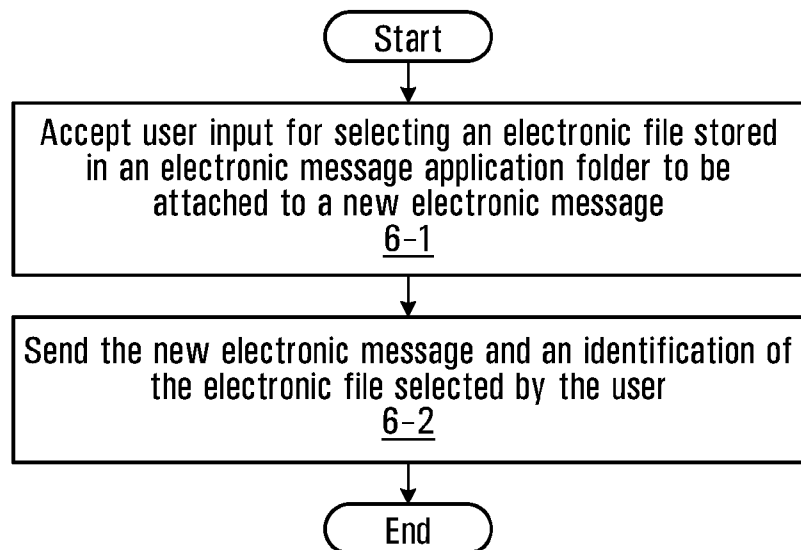 Start
Accept user input for selecting an electronic file stored
in an electronic message application folder to be
attached to a new electronic message
6-1
Send the new electronic message and an identification of
the electronic file selected by the user
6-2
End